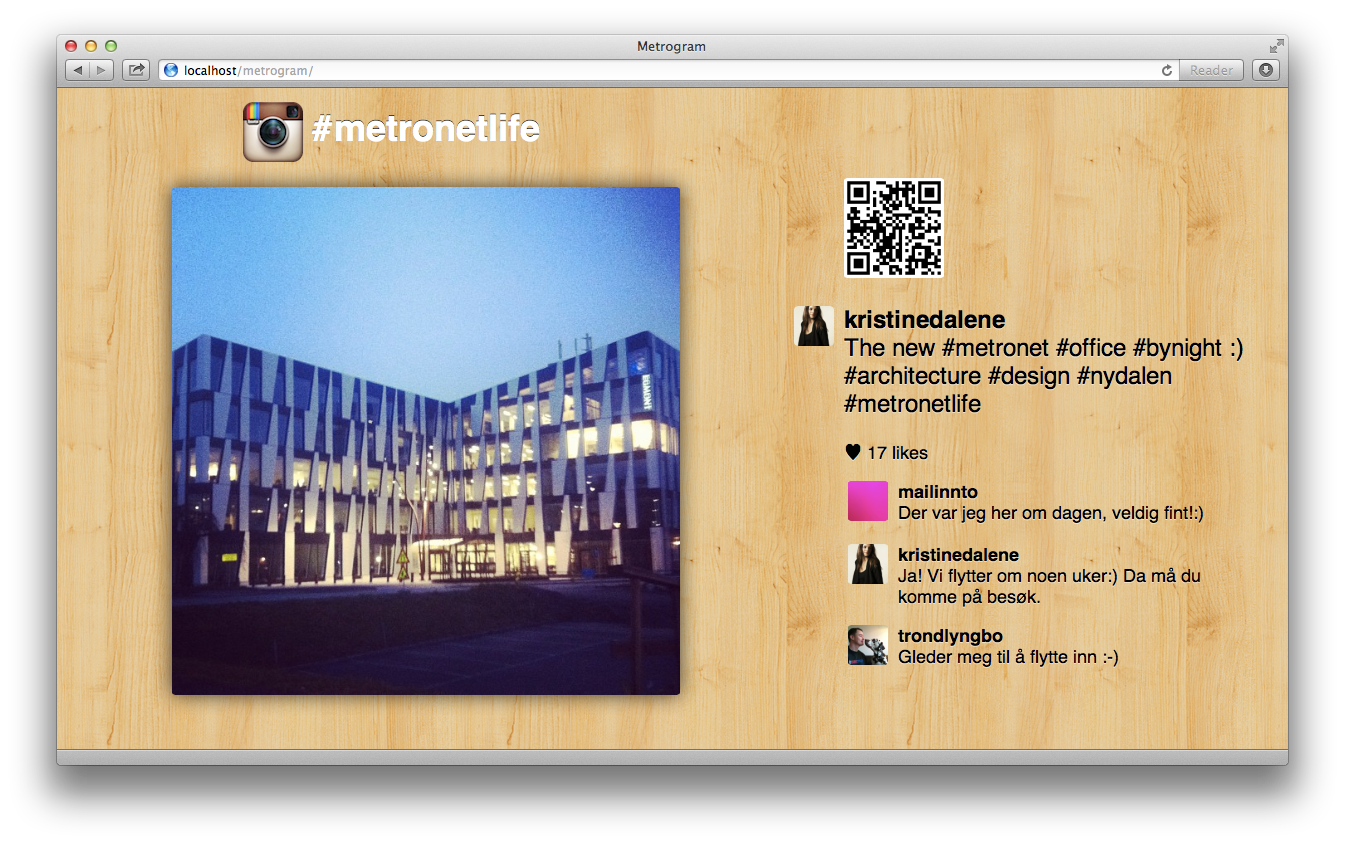 Metrogram
localhost/metrogram/
Reader
#metronetlife
EGMONT
kristinedalene
The new #metronet #office #bynight :)
#architecture #design #nydalen
#metronetlife
♥ 17 likes
mailinnto
Der var jeg her om dagen, veldig fint!:)
kristinedalene
Ja! Vi flytter om noen uker:) Da må du
komme på besøk.
trondlyngbo
Gleder meg til å flytte inn :-)